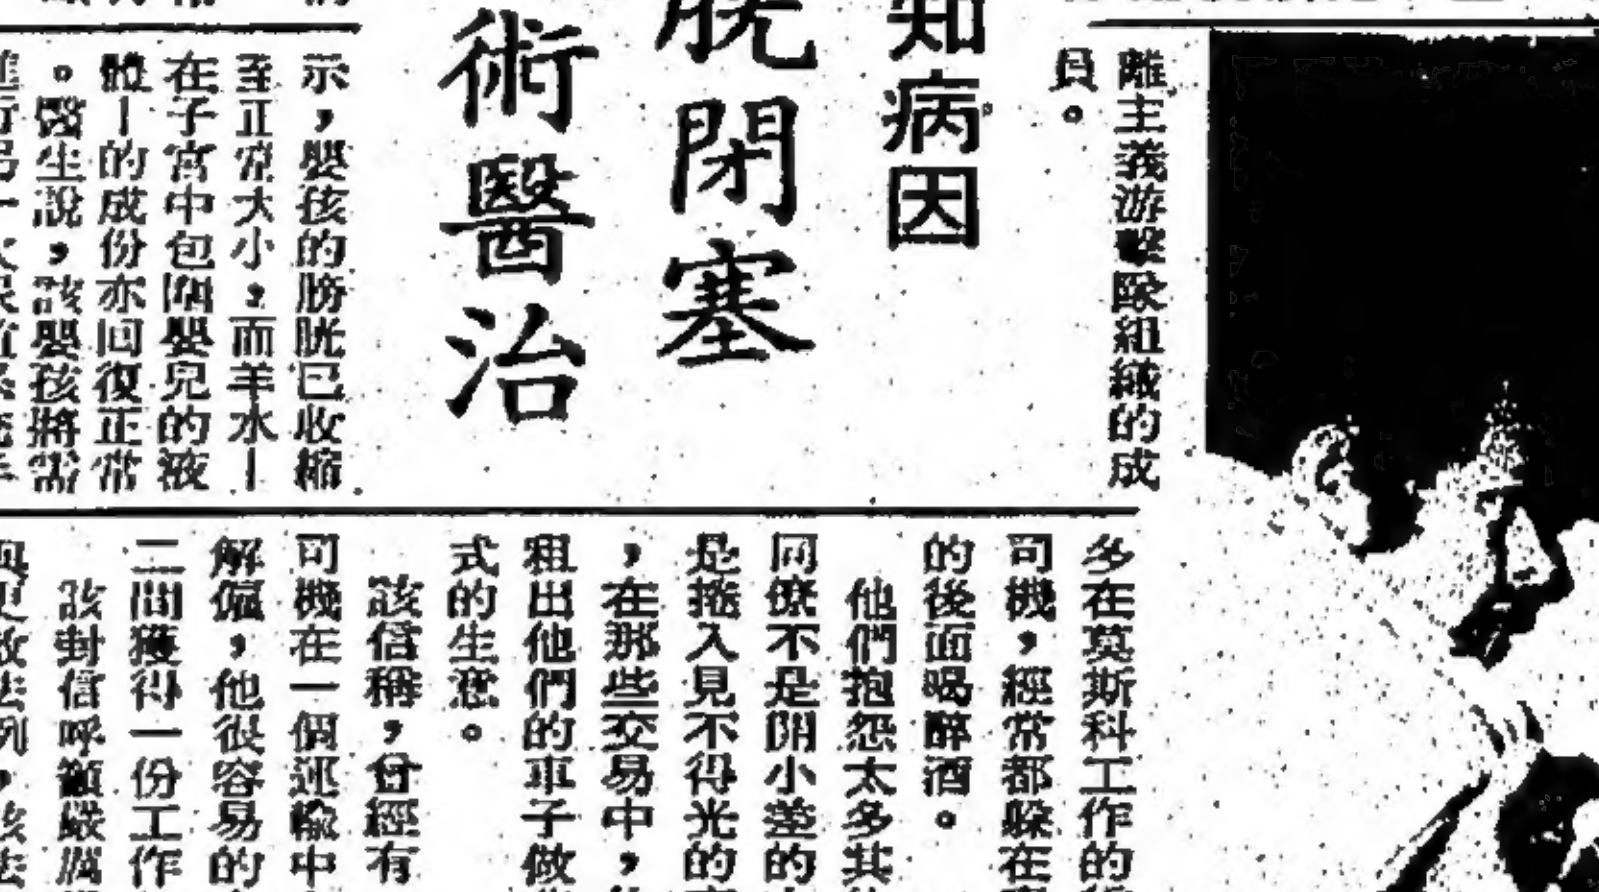 離主義游擊隊組織的成
員。
知病因
胱閉塞
術醫治
示，嬰孩的膀胱已收縮
至正常大小，而羊水—
在子宮中包圍嬰兒的液
體—的成份亦回復正常
。醫生說，該嬰孩將需
多在莫斯科工作的
司機，經常都躲在
的後面喝醉酒。
他們抱怨太多其
同僚不是開小差的
是捲入見不得光的
，在那些交易中，
租出他們的車子做
式的生意。
該信稱，曾經有
司機在一個運輸中
解僱，他很容易的
二間獲得一份工作
該封信呼籲嚴厲